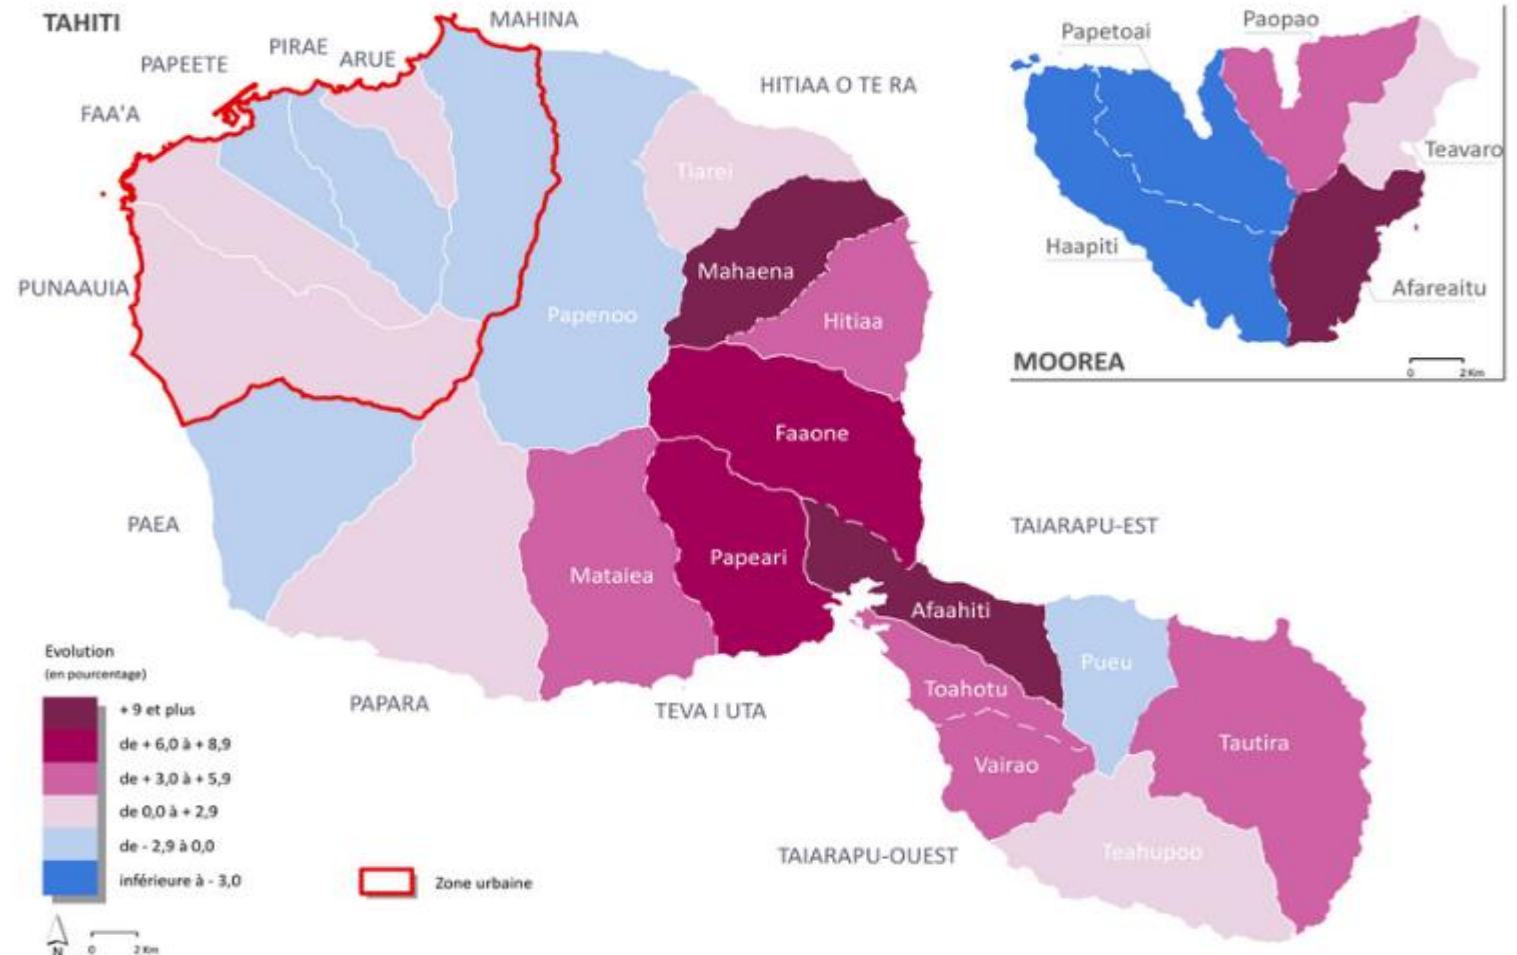 TAHITI
MAHINA
PIRAE
ARUE
PAPEETE
FAA'A
HITIAA O TE RA
Papetoai
Paopao
Teavaro
Tiarei
Haapiti
Afareaitu
MOOREA
0 2 Km
PUNAAUIA
Mahaena
Papenoo
Hitiaa
Faaone
PAEA
TAIARAPU-EST
Papeari
Mataiea
Afaahiti
Pueu
Toahotu
PAPARA
TEVA I UTA
Tautira
Vairao
TAIARAPU-OUEST
Teahupoo
Evolution
(en pourcentage)
+ 9 et plus
de + 6,0 à + 8,9
de + 3,0 à + 5,9
de 0,0 à + 2,9
de - 2,9 à 0,0
inférieure à - 3,0
Zone urbaine
N
0 2 Km